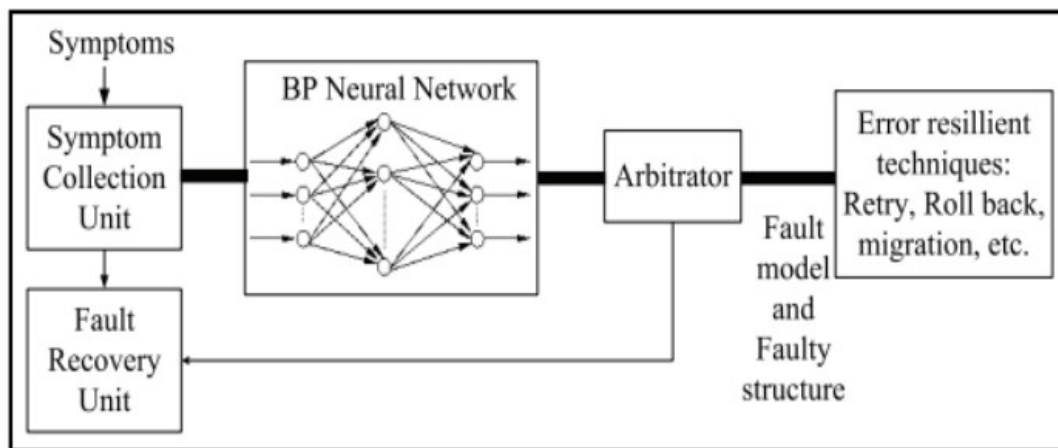 Symptoms
Symptom
Collection
Unit
Fault
Recovery
Unit
BP Neural Network
Arbitrator
Fault
model
and
Faulty
structure
Error resillient
techniques:
Retry, Roll back,
migration, etc.